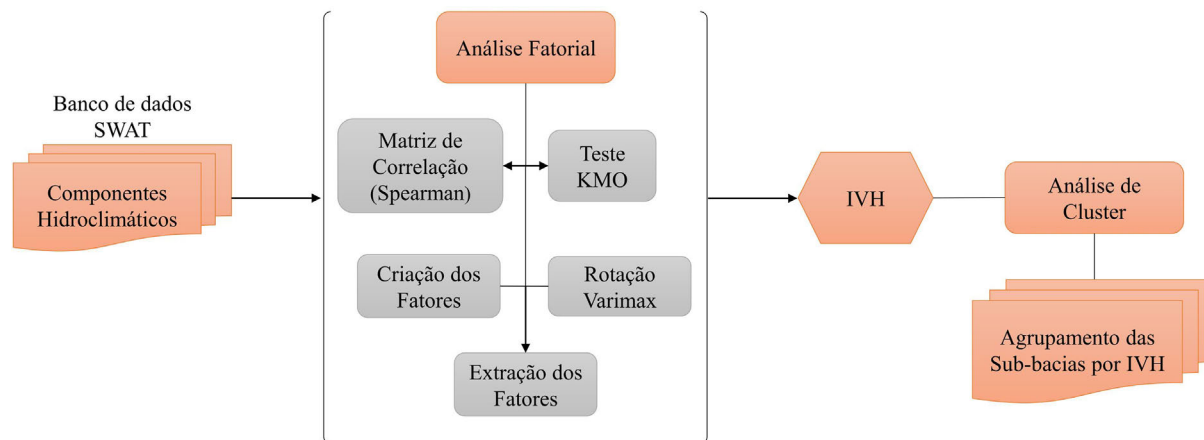 Banco de dados
SWAT
Componentes
Hidroclimáticos
Análise Fatorial
Matriz de
Correlação
(Spearman)
Teste
KMO
Criação dos
Fatores
Rotação
Varimax
Extração dos
Fatores
IVH
Análise de
Cluster
Agrupamento das
Sub-bacias por IVH